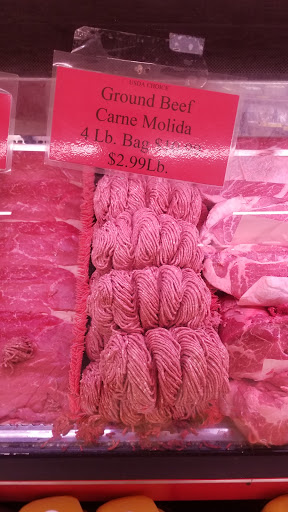 USDA CHOICE
Ground Beef
Carne Molida
4 Lb. Bag
$2.99Lb.